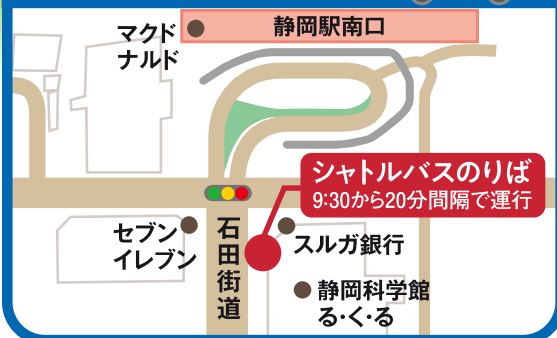 静岡駅南口
マクド
ナルド
シャトルバスのりば
9:30から20分間隔で運行
セブン
イレブン
石田街道
スルガ銀行
静岡科学館
る・く・る